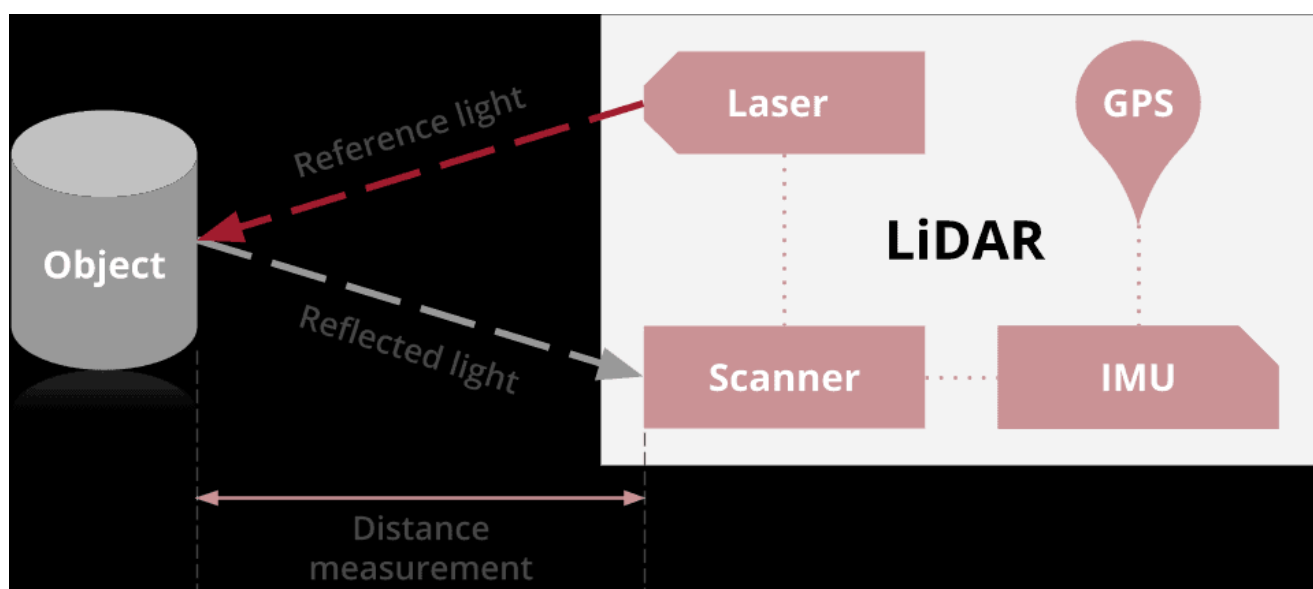 Reference light
Laser
GPS
LiDAR
Object
Reflected light
Scanner
IMU
Distance
measurement